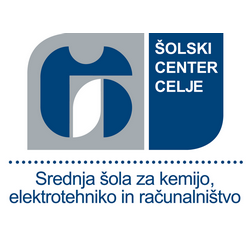 ŠOLSKI
CENTER
CELJE
Srednja šola za kemijo,
elektrotehniko in računalništvo